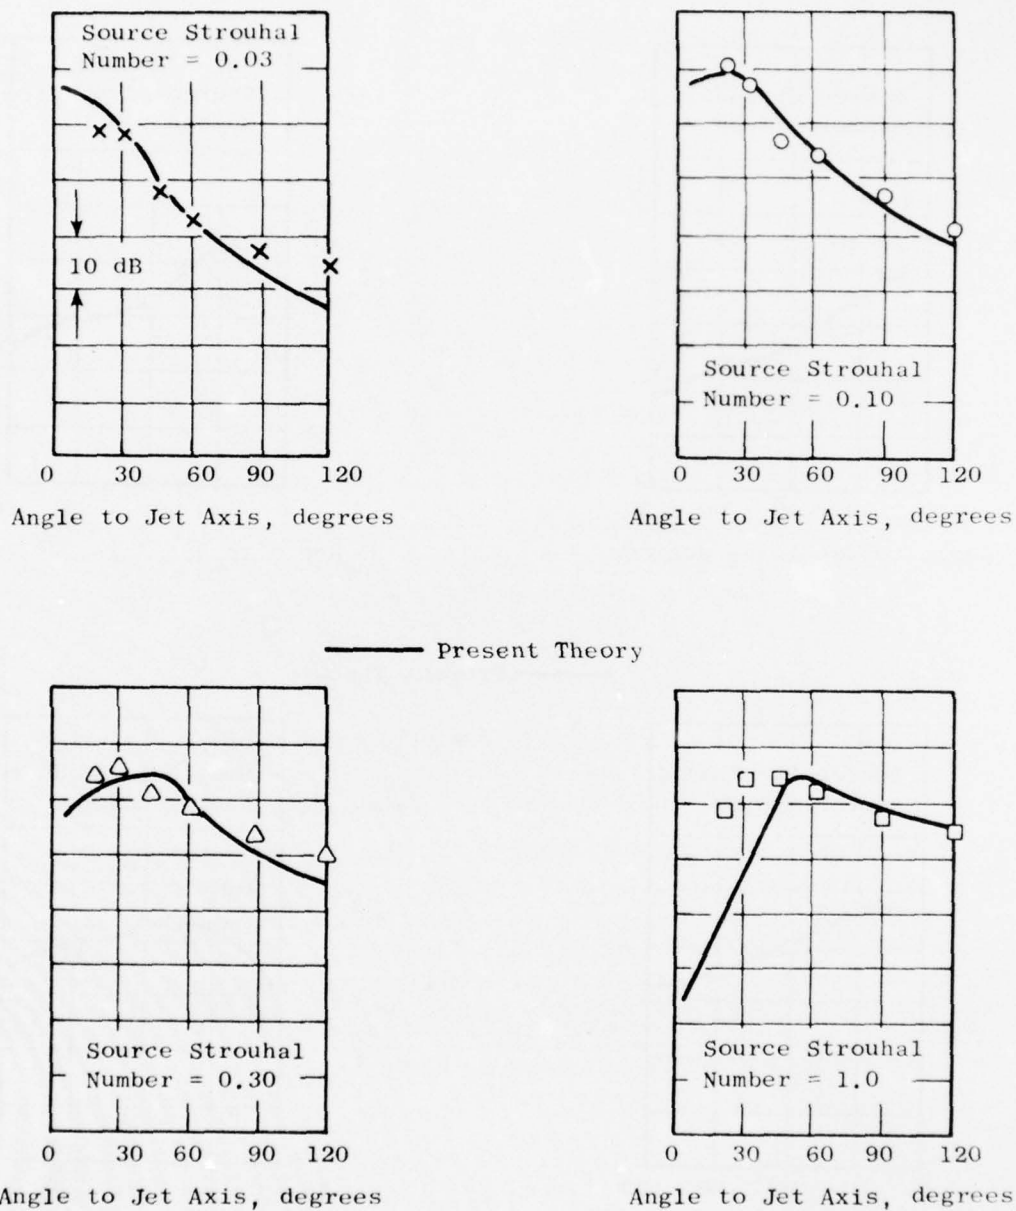 Source Strouhal
Number = 0.03
10 dB
0 30 60 90 120
Angle to Jet Axis, degrees
Source Strouhal
Number = 0.10
0 30 60 90 120
Angle to Jet Axis, degrees
Present Theory
Source Strouhal
Number = 0.30
0 30 60 90 120
Angle to Jet Axis, degrees
Source Strouhal
Number = 1.0
0 30 60 90 120
Angle to Jet Axis, degrees